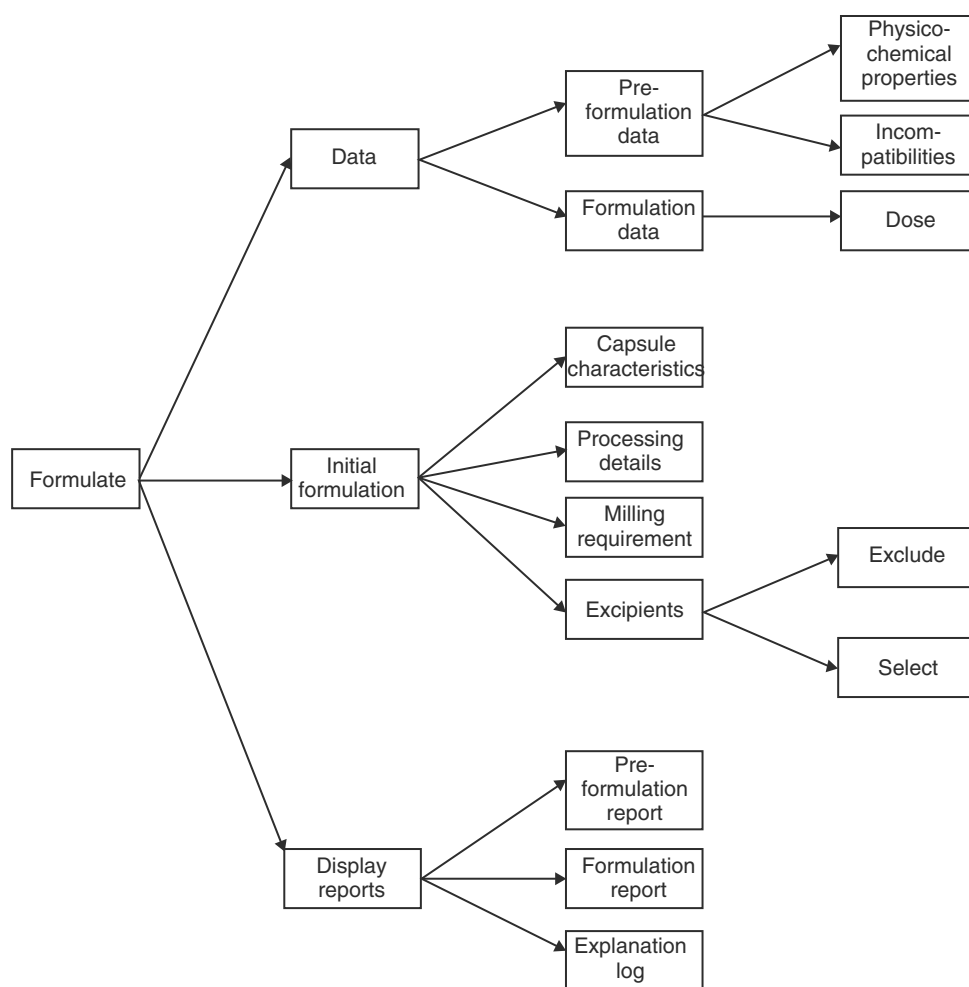 Physico-
chemical
properties
Pre-
formulation
data
Incom-
patibilities
Data
Formulation
data
Dose
Capsule
characteristics
Processing
details
Formulate
Initial
formulation
Milling
requirement
Exclude
Excipients
Select
Pre-
formulation
report
Display
reports
Formulation
report
Explanation
log